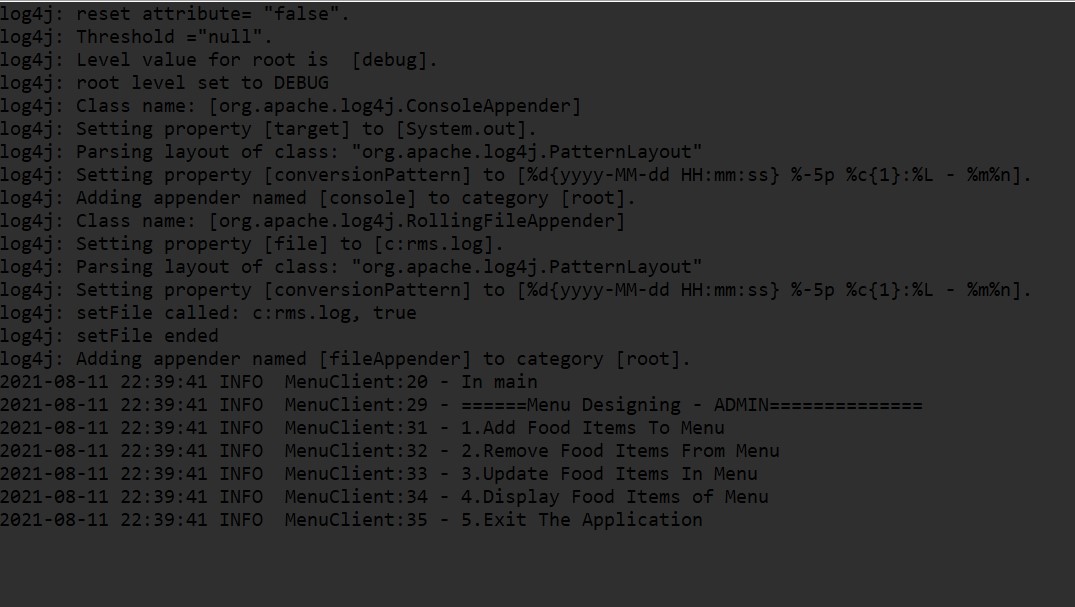 log4j: reset attribute= "false".
log4j: Threshold ="null".
log4j: Level value for root is  [debug].
log4j: root level set to DEBUG
log4j: Class name: [org.apache.log4j.ConsoleAppender]
log4j: Setting property [target] to [System.out].
log4j: Parsing layout of class: "org.apache.log4j.PatternLayout"
log4j: Setting property [conversionPattern] to [%d{yyyy-MM-dd HH:mm:ss} %-5p %c{1}:%L - %m%n].
log4j: Adding appender named [console] to category [root].
log4j: Class name: [org.apache.log4j.RollingFileAppender]
log4j: Setting property [file] to [c:rms.log].
log4j: Parsing layout of class: "org.apache.log4j.PatternLayout"
log4j: Setting property [conversionPattern] to [%d{yyyy-MM-dd HH:mm:ss} %-5p %c{1}:%L - %m%n].
log4j: setFile called: c:rms.log, true
log4j: setFile ended
log4j: Adding appender named [fileAppender] to category [root].
2021-08-11 22:39:41 INFO  MenuClient:20 - In main
2021-08-11 22:39:41 INFO  MenuClient:29 - ======Menu Designing - ADMIN==============
2021-08-11 22:39:41 INFO  MenuClient:31 - 1.Add Food Items To Menu
2021-08-11 22:39:41 INFO  MenuClient:32 - 2.Remove Food Items From Menu
2021-08-11 22:39:41 INFO  MenuClient:33 - 3.Update Food Items In Menu
2021-08-11 22:39:41 INFO  MenuClient:34 - 4.Display Food Items of Menu
2021-08-11 22:39:41 INFO  MenuClient:35 - 5.Exit The Application